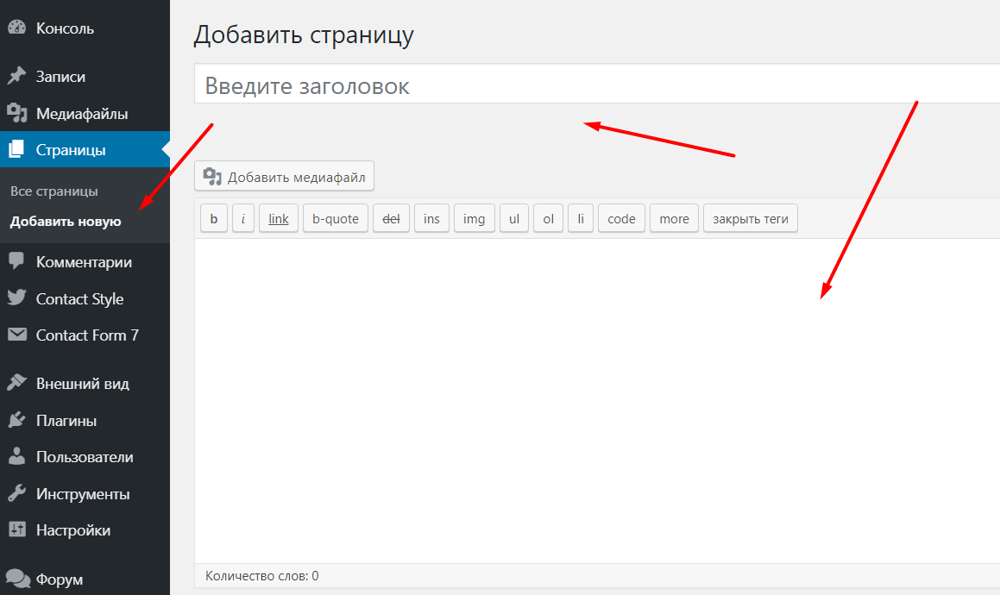 Консоль
Записи
Медиафайлы
Страницы
Все страницы
Добавить новую
Комментарии
Contact Style
Contact Form 7
Внешний вид
Плагины
Пользователи
Инструменты
Настройки
Форум
Добавить страницу
Введите заголовок
Добавить медиафайл
b i link b-quote del ins img ul ol li code more закрыть теги
Количество слов: 0